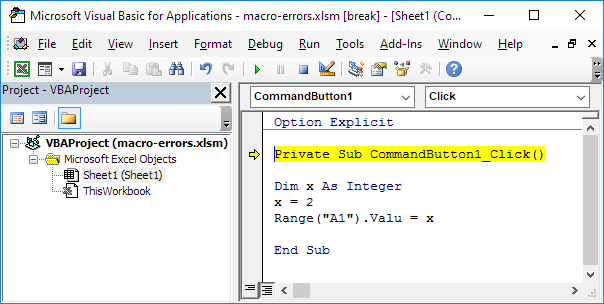 Microsoft Visual Basic for Applications - macro-errors.xlsm [break] - [Sheet1 (Co...
File Edit View Insert Format Debug Run Tools Add-Ins Window Help
Project - VBAProject
VBAProject (macro-errors.xlsm)
Microsoft Excel Objects
Sheet1 (Sheet1)
ThisWorkbook
CommandButton1 Click
Option Explicit
Private Sub CommandButton1_Click()
Dim x As Integer
x = 2
Range("A1").Valu = x
End Sub